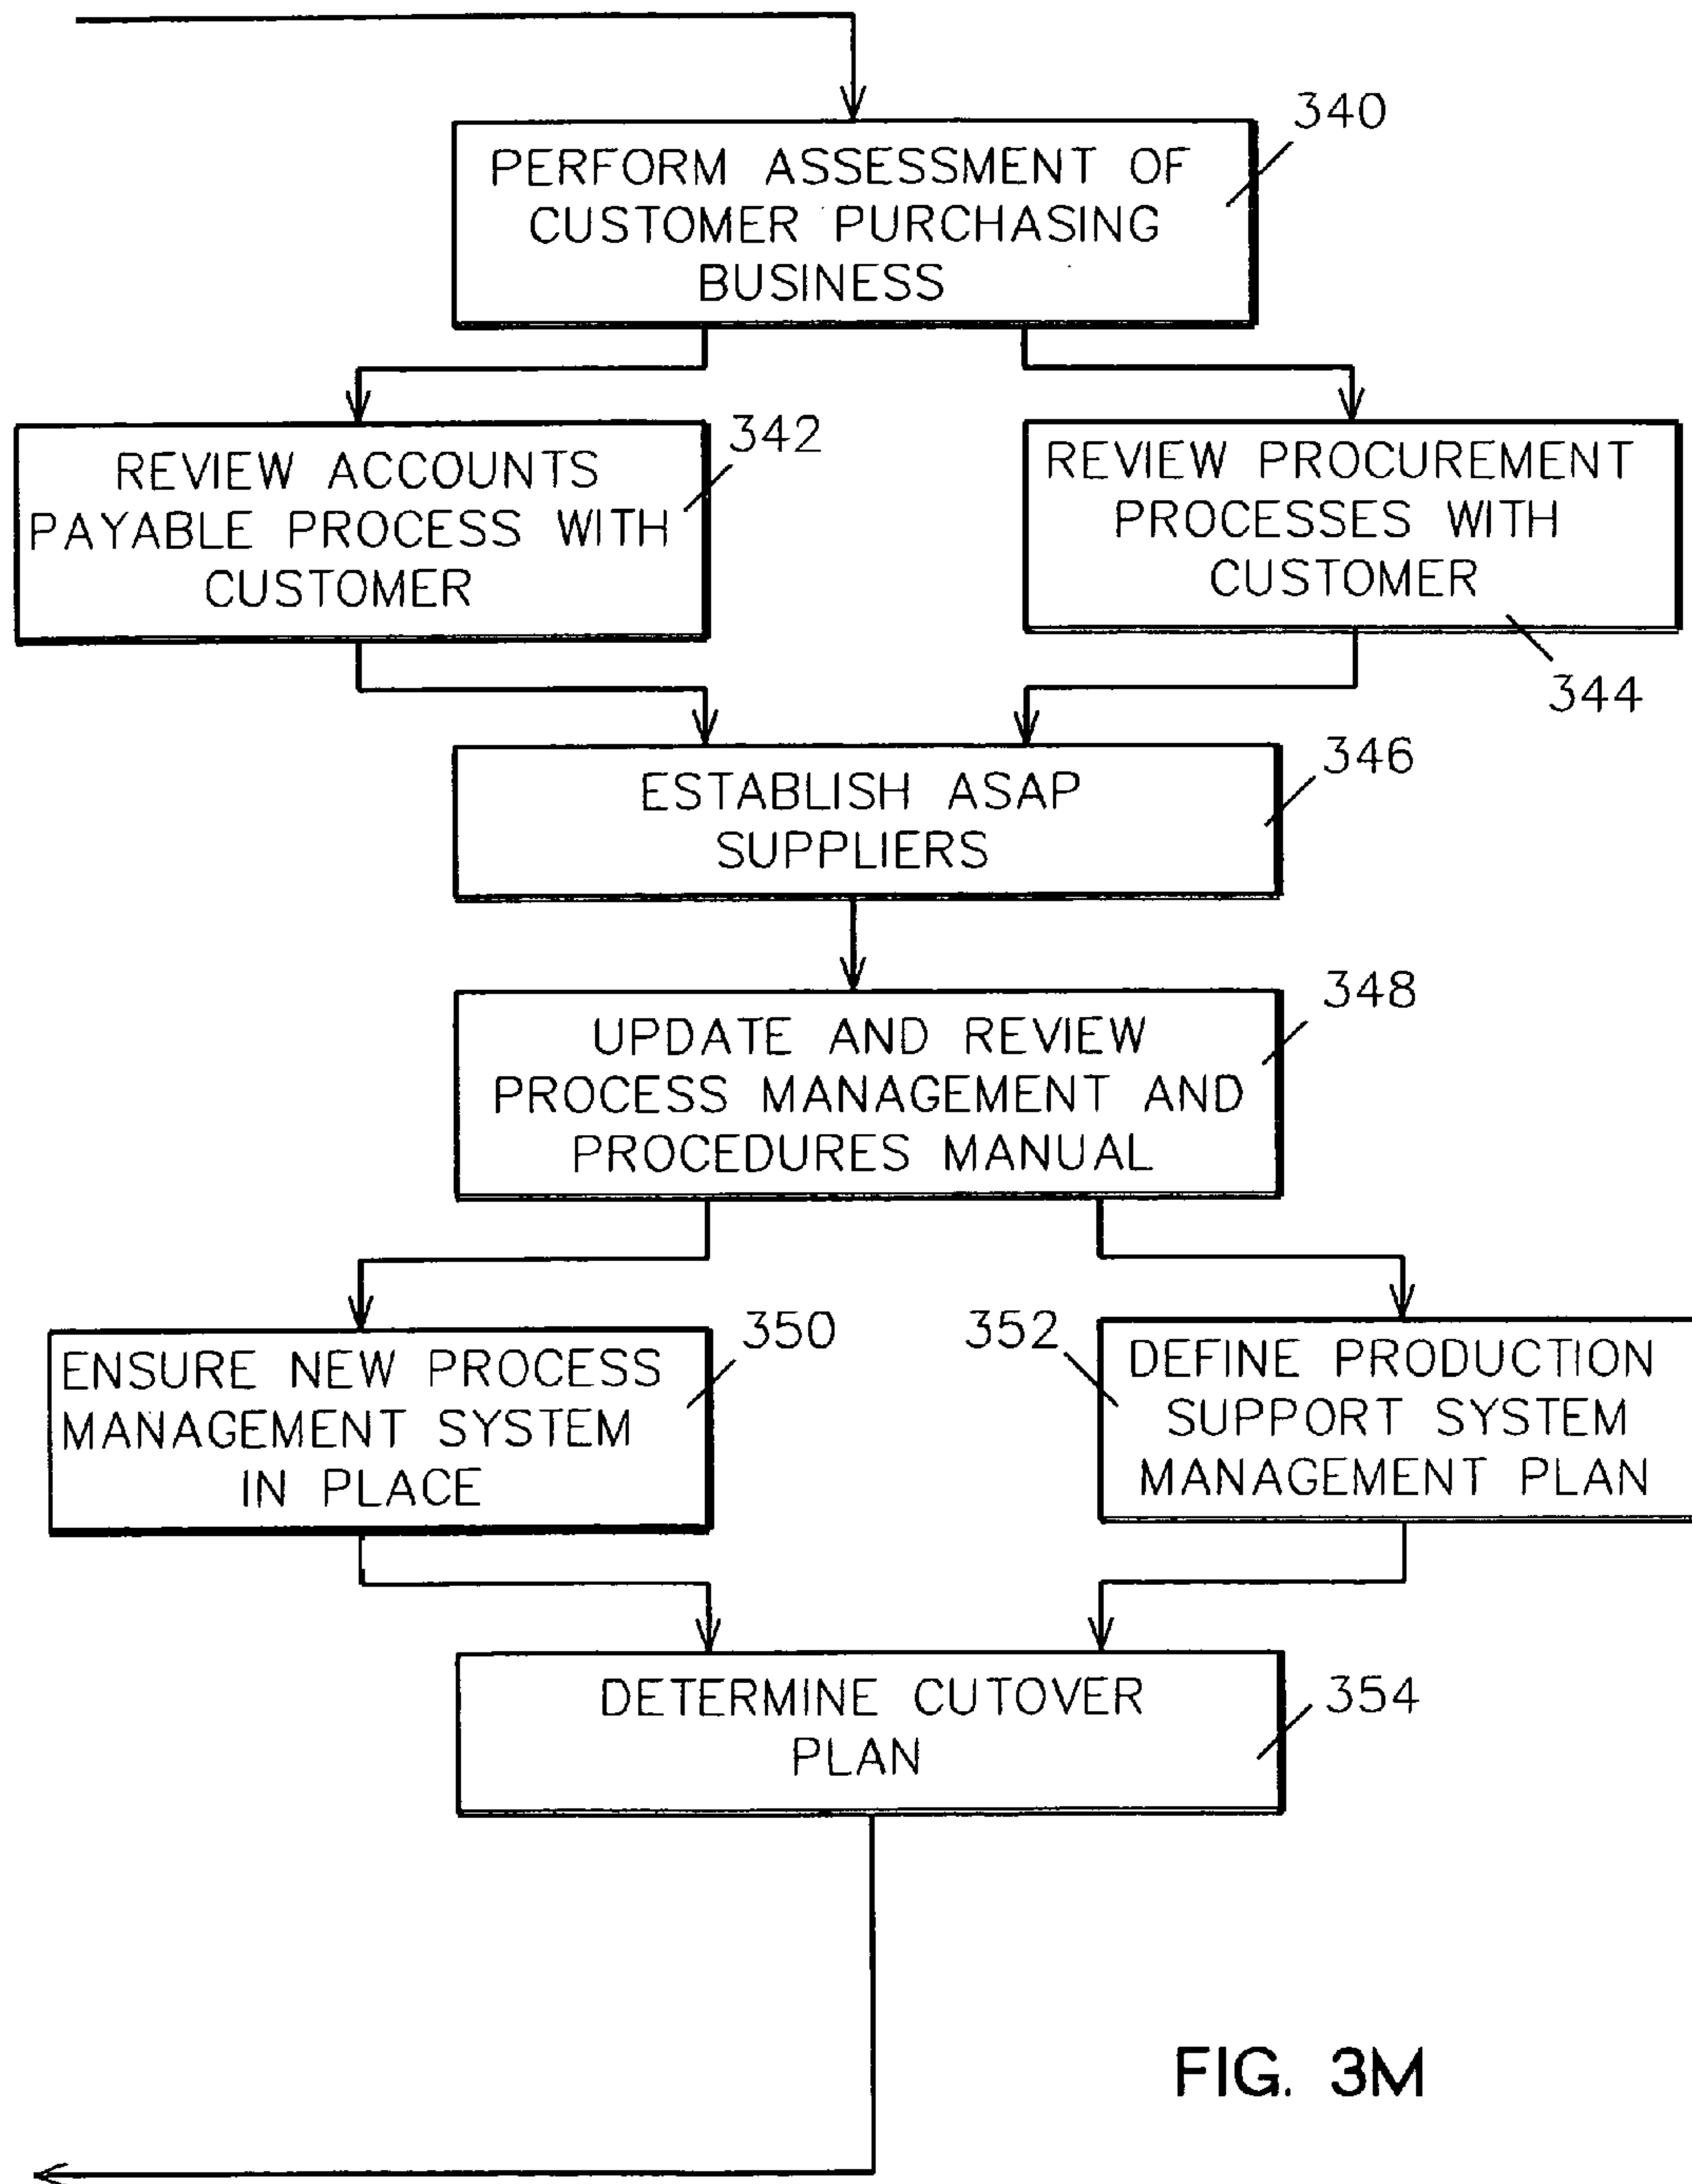 340
PERFORM ASSESSMENT OF
CUSTOMER PURCHASING
BUSINESS
342
REVIEW ACCOUNTS
PAYABLE PROCESS WITH
CUSTOMER
REVIEW PROCUREMENT
PROCESSES WITH
CUSTOMER
344
346
ESTABLISH ASAP
SUPPLIERS
348
UPDATE AND REVIEW
PROCESS MANAGEMENT AND
PROCEDURES MANUAL
350
ENSURE NEW PROCESS
MANAGEMENT SYSTEM
IN PLACE
352
DEFINE PRODUCTION
SUPPORT SYSTEM
MANAGEMENT PLAN
354
DETERMINE CUTOVER
PLAN
FIG. 3M